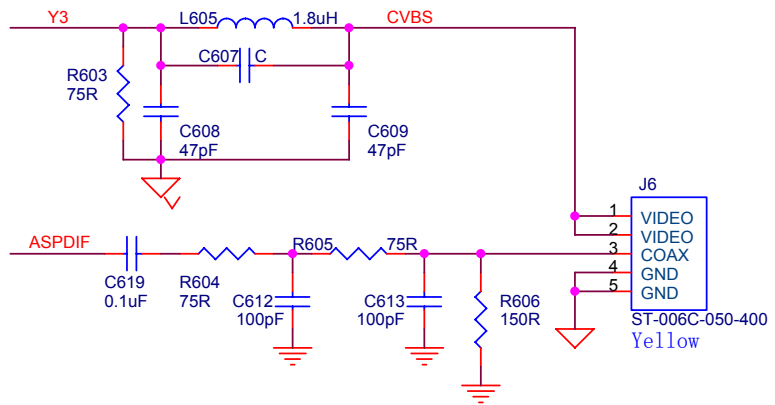 Y3
L605
1.8uH
CVBS
C607
C
R603
75R
C608
47pF
C609
47pF
J6
1
VIDEO
2
VIDEO
3
COAX
4
GND
5
GND
ST-006C-050-400
Yellow
ASPDIF
C619
0.1uF
R604
75R
R605
75R
C612
100pF
C613
100pF
R606
150R